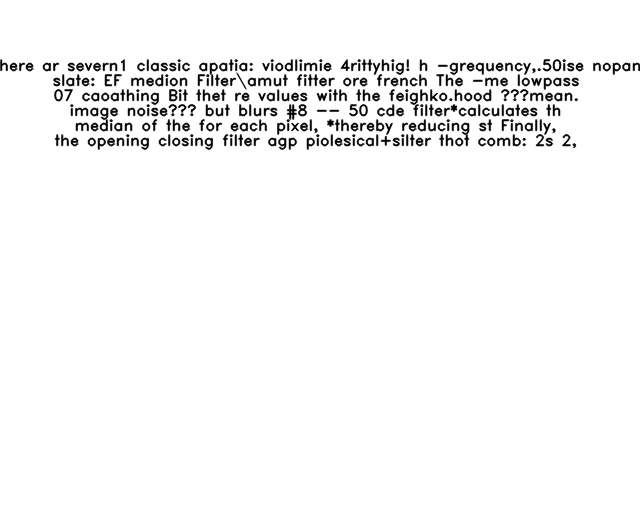 here ar severn1 classic apatia: viodlimie 4rittyhig! h -grequency,.50ise nopan
slate: EF medion Filter\amut fitter ore french The -me lowpass
07 caoathing Bit thet re values with the feighko.hood ???mean.
image noise??? but blurs #8 -- 50 cde filter*calculates th
median of the for each pixel, *thereby reducing st Finally,
the opening closing filter agp piolesical+silter thot comb: 2s 2,